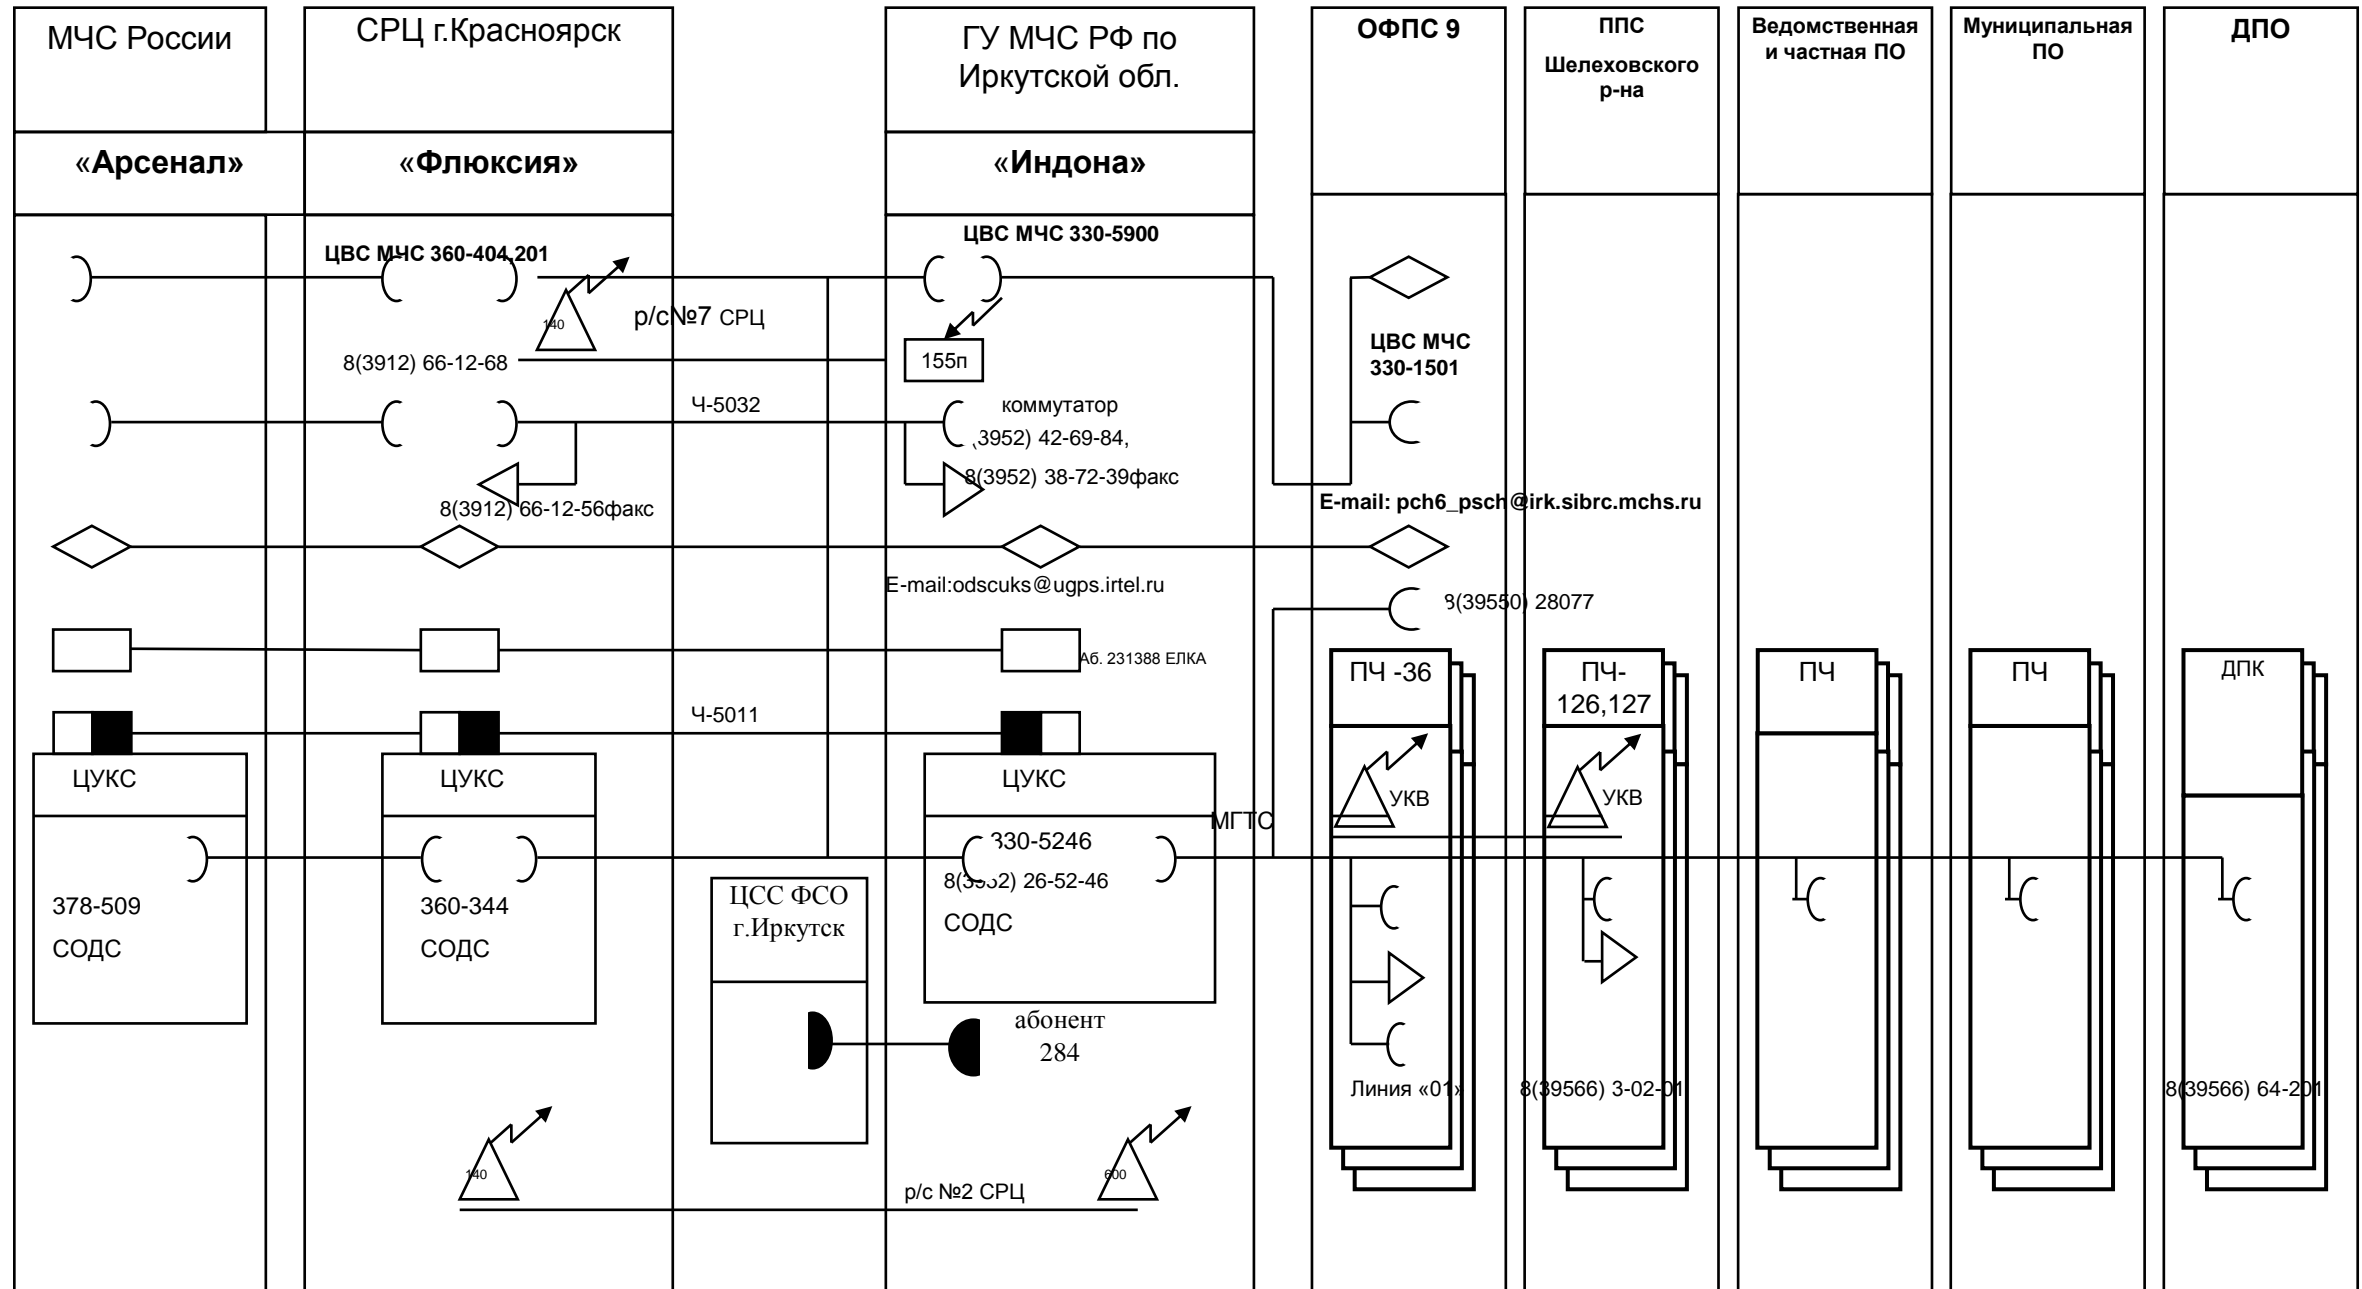 МЧС России
СРЦ г.Красноярск
ГУ МЧС РФ по
Иркутской обл.
ОФПС 9
ППС
Шелеховского
р-на
Ведомственная
и частная ПО
Муниципальная
ПО
ДПО
«Арсенал»
«Флюксия»
«Индона»
ЦВС МЧС 360-404,201
ЦВС МЧС 330-5900
140
р/с№7 СРЦ
ЦВС МЧС
330-1501
8(3912) 66-12-68
155п
Ч-5032
коммутатор
(3952) 42-69-84,
8(3952) 38-72-39факс
8(3912) 66-12-56факс
E-mail: pch6_psch@irk.sibrc.mchs.ru
E-mail:odscuks@ugps.irtel.ru
8(39550) 28077
Аб. 231388 ЕЛКА
ПЧ -36
ПЧ-
126,127
ПЧ
ПЧ
ДПК
Ч-5011
ЦУКС
ЦУКС
ЦУКС
УКВ
УКВ
МГТС
330-5246
8(3952) 26-52-46
СОДС
378-509
СОДС
360-344
СОДС
ЦСС ФСО
г.Иркутск
абонент
284
Линия «01»
8(39566) 3-02-01
8(39566) 64-201
140
600
р/с №2 СРЦ